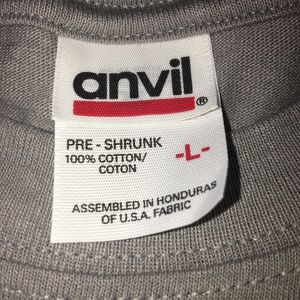 anvil
®
PRE - SHRUNK
100% COTTON/
COTON
-L-
ASSEMBLED IN HONDURAS
OF U.S.A. FABRIC